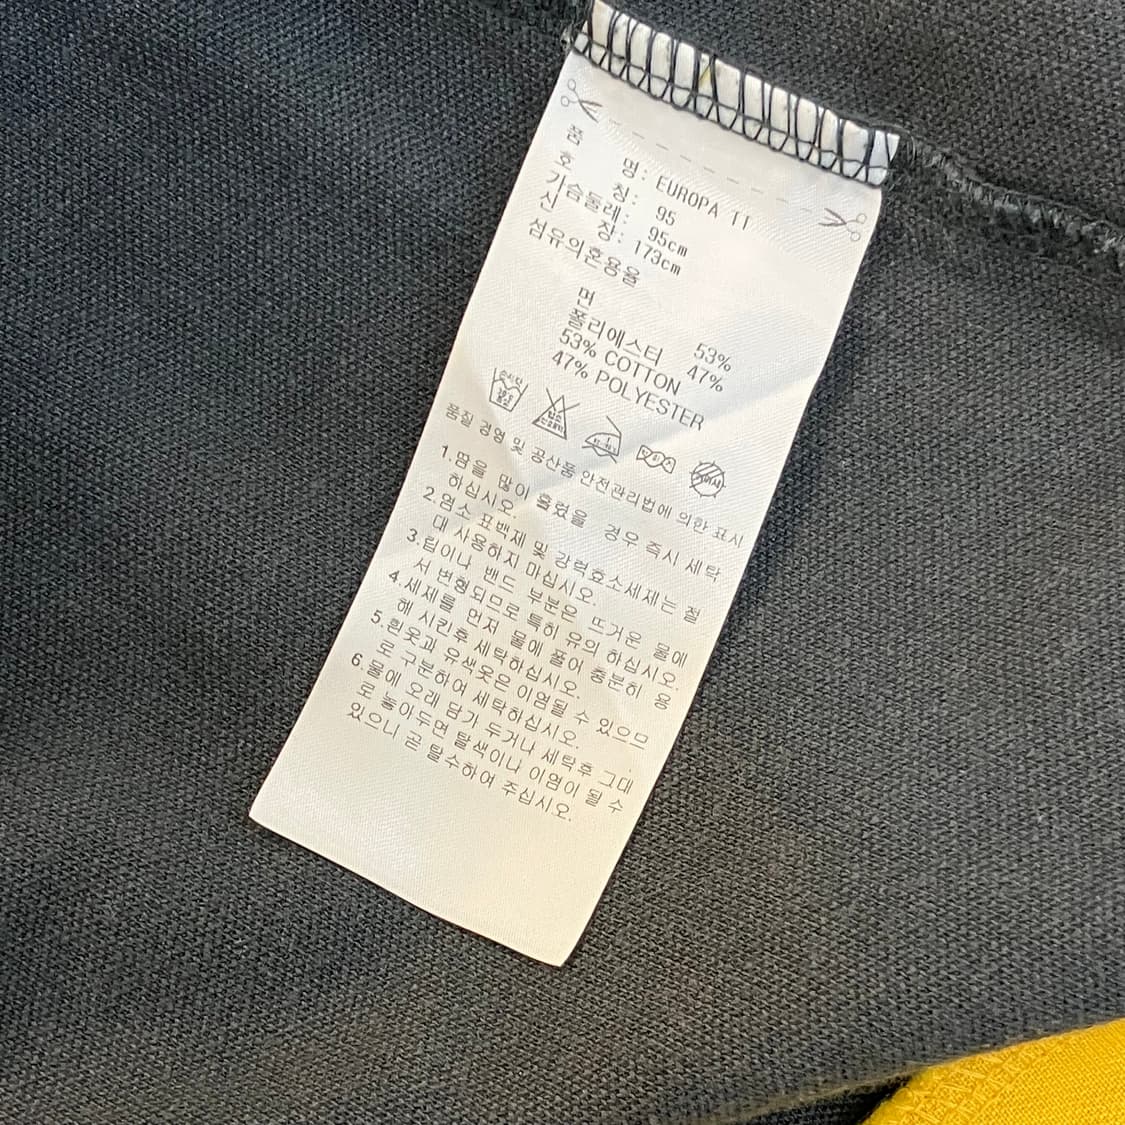 품 명: EUROPA TT
호 칭: 95
가슴둘레: 95cm
신 장: 173cm
섬유의혼용율
면 53%
폴리에스터 47%
53% COTTON
47% POLYESTER
품질 경영 및 공산품 안전관리법에 의한 표시
1.땀을 많이 흘렸을 경우 즉시 세탁
하십시오.
2.염소 표백제 및 강력효소세제는 절
대 사용하지 마십시오.
3.립이나 밴드 부분은 뜨거운 물에
서 변형되므로 특히 유의 하십시오.
4.세제를 먼저 물에 풀어 충분히 용
해 시킨후 세탁하십시오.
5.흰옷과 유색옷은 이염될 수 있으므
로 구분하여 세탁하십시오.
6.물에 오래 담가 두거나 세탁후 그대
로 놓아두면 탈색이나 이염이 될 수
있으니 곧 탈수하여 주십시오.